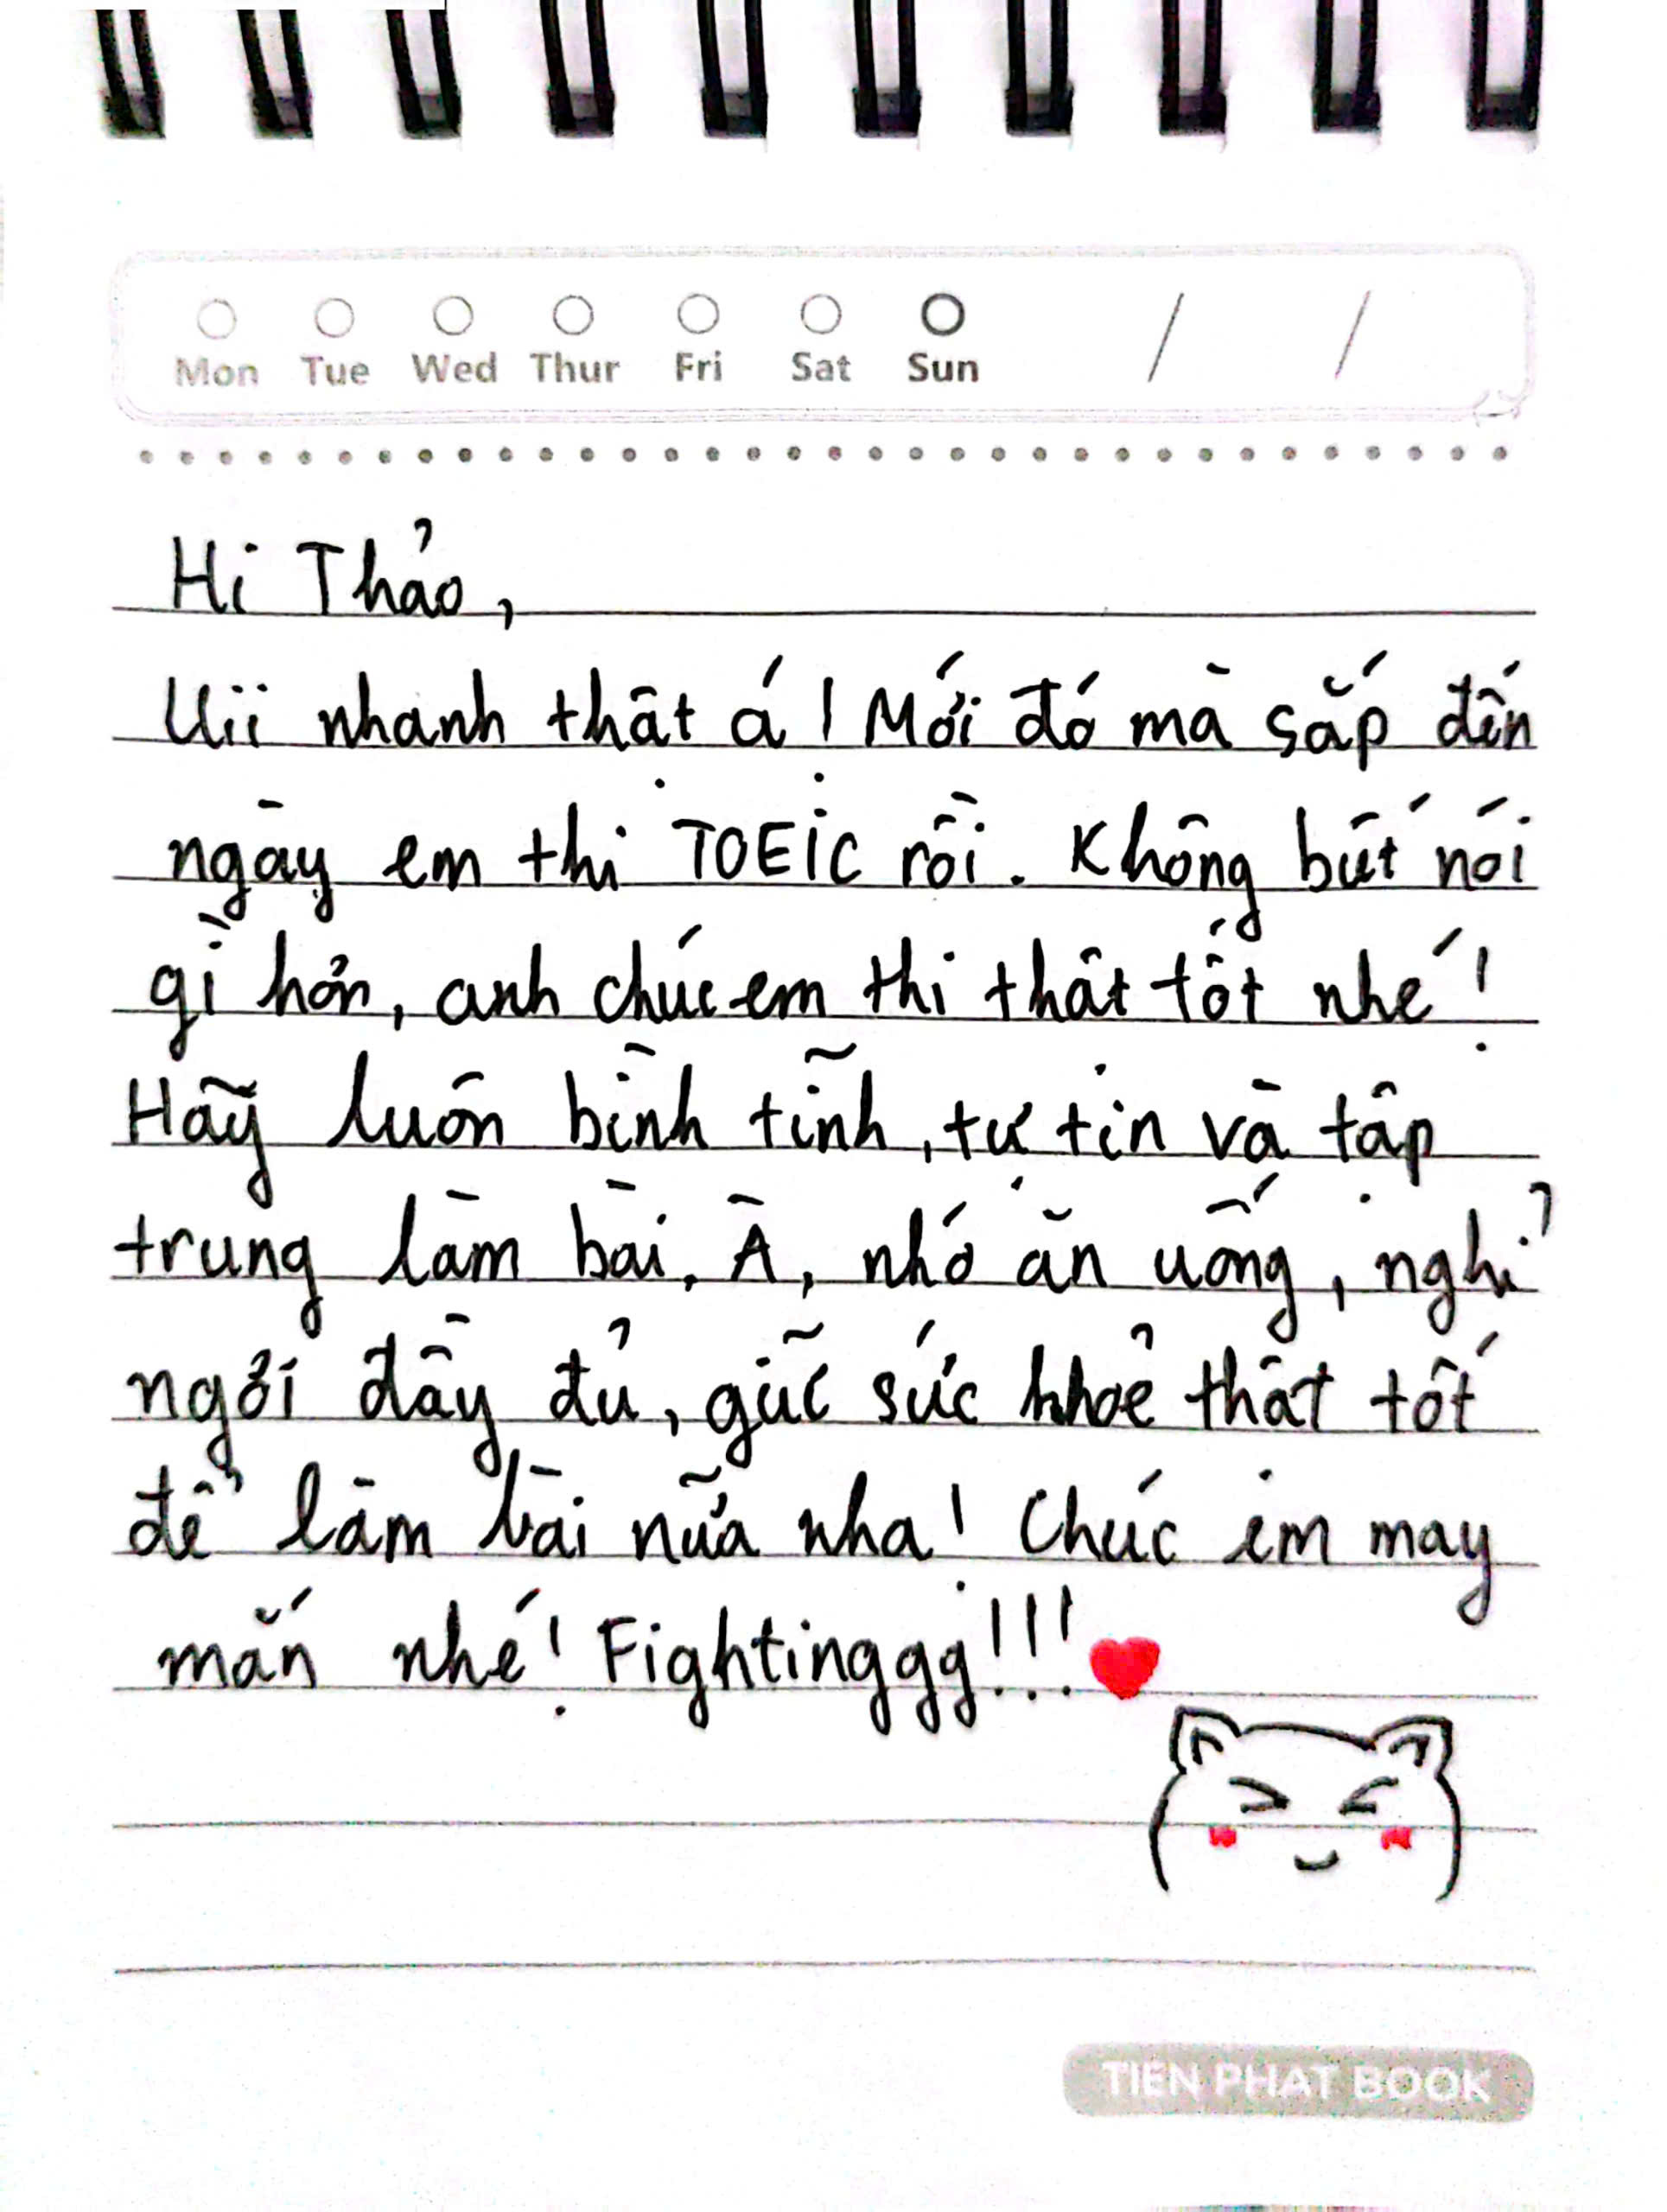 Mon Tue Wed Thur Fri Sat Sun / /
Hi Thảo,
Uii nhanh thật á! Mới đó mà sắp đến
ngày em thi TOEIC rồi. Không biết nói
gì hơn, anh chúc em thi thật tốt nhé!
Hãy luôn bình tĩnh, tự tin và tập
trung làm bài. À, nhớ ăn uống, nghỉ
ngơi đầy đủ, giữ sức khoẻ thật tốt
để làm bài nữa nha! Chúc em may
mắn nhé! Fightinggg!!!
TIEN PHAT BOOK